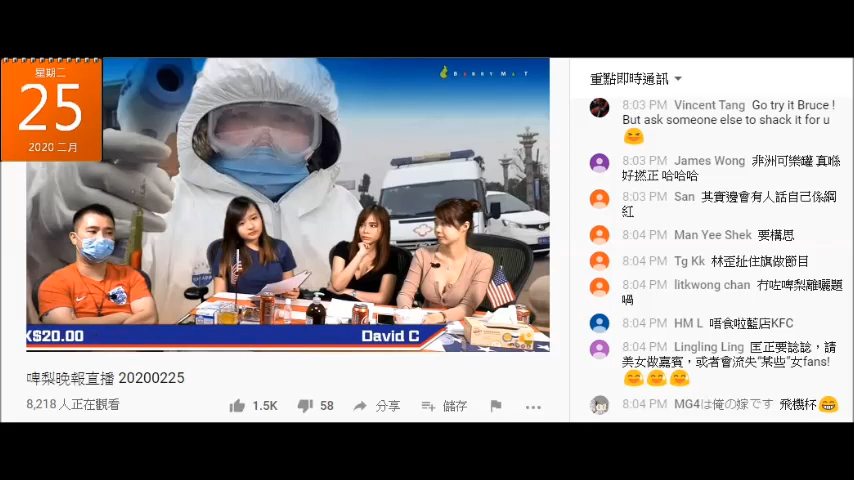 星期二
25
2020 二月
BARRYMAT
K$20.00
David C
啤梨晚報直播 20200225
8,218 人正在觀看
1.5K
58
分享
儲存
重點即時通訊
8:03 PM Vincent Tang Go try it Bruce !
But ask someone else to shack it for u
😆
8:03 PM James Wong 非洲可樂罐 真喺
好撚正 哈哈哈
8:03 PM San 其實邊會有人話自己係網
紅
8:04 PM Man Yee Shek 要構思
8:04 PM Tg Kk 林歪扯住旗做節目
8:04 PM litkwong chan 冇咗啤梨離曬題
喎
8:04 PM HM L 唔食啦藍店KFC
8:04 PM Lingling Ling 匡正要諗諗，請
美女做嘉賓，或者會流失“某些”女fans!
🤗🤗🤗
8:04 PM MG4は俺の嫁です 飛機杯😁